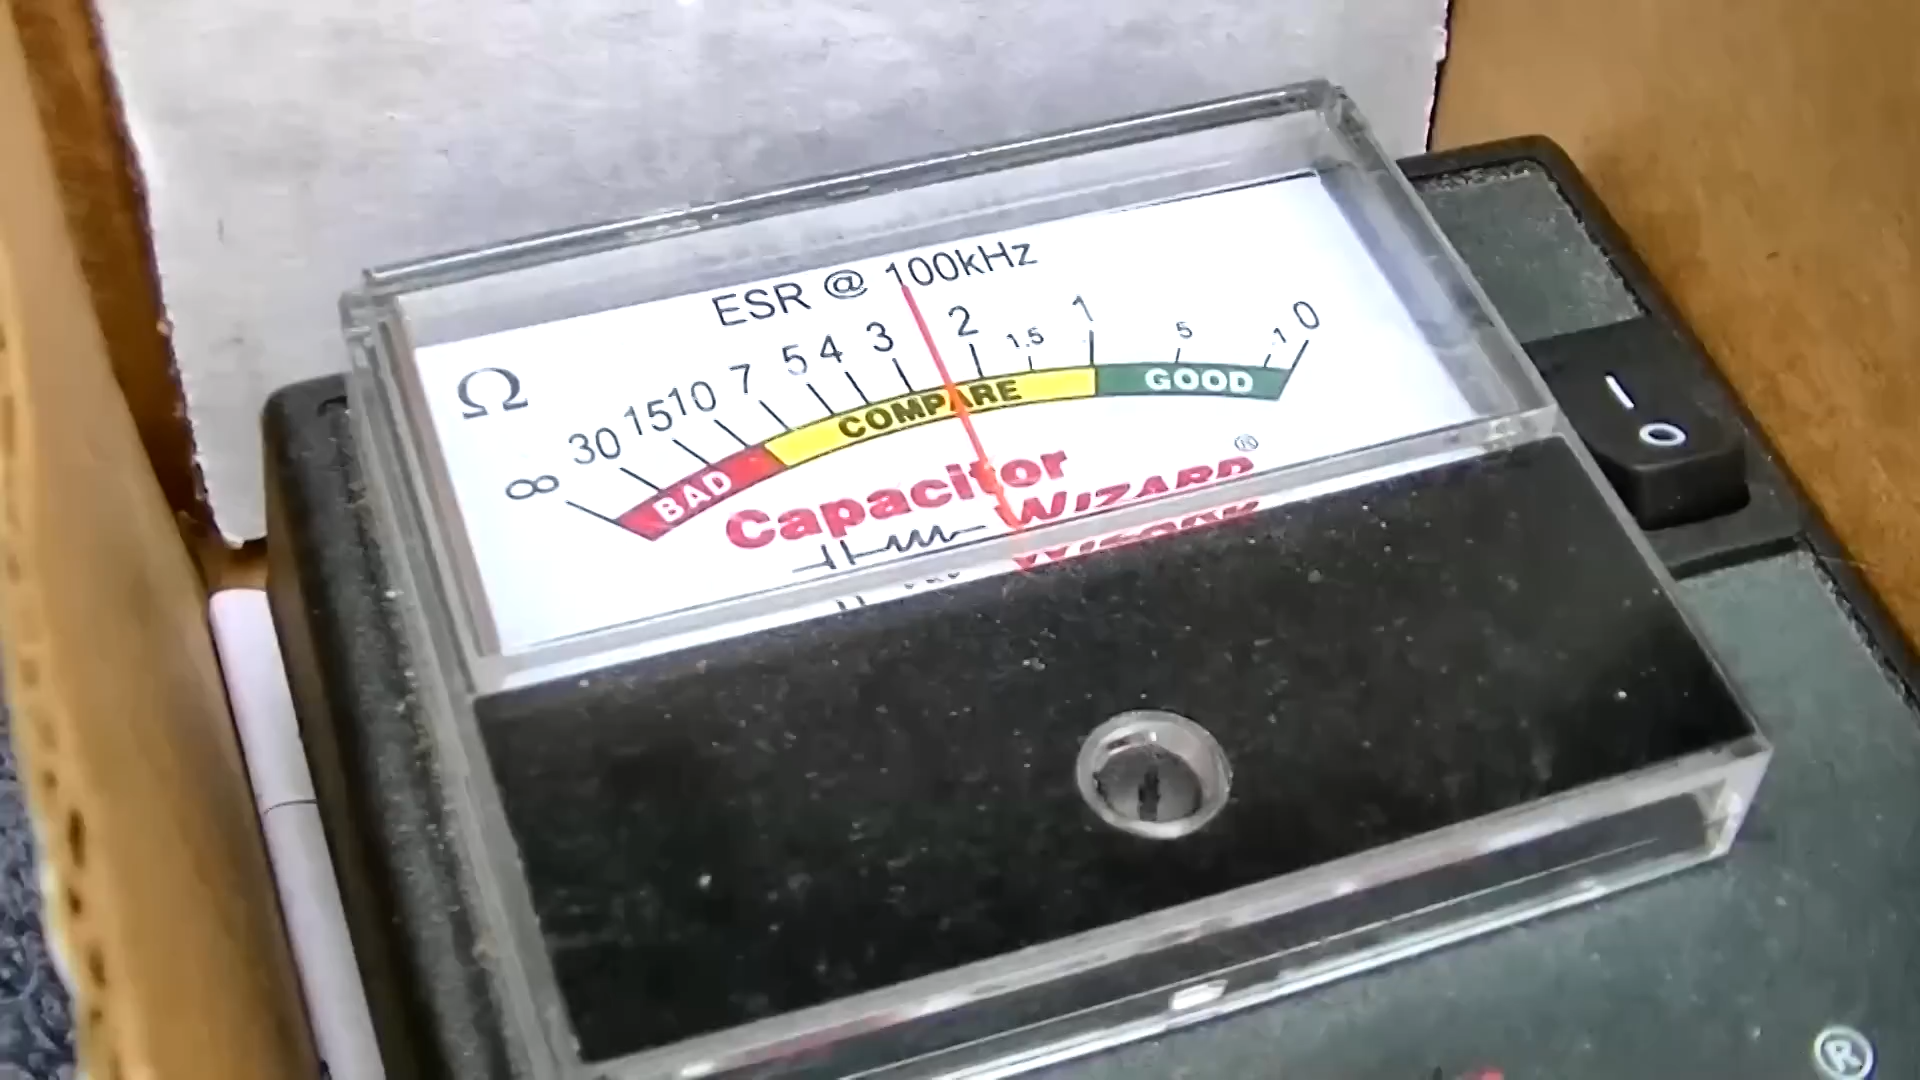 ESR @ 100kHz
Ω
∞ 30 15 10 7 5 4 3 2 1.5 1 5 .1 0
BAD COMPARE GOOD
Capacitor
WIZARD®
| O
®